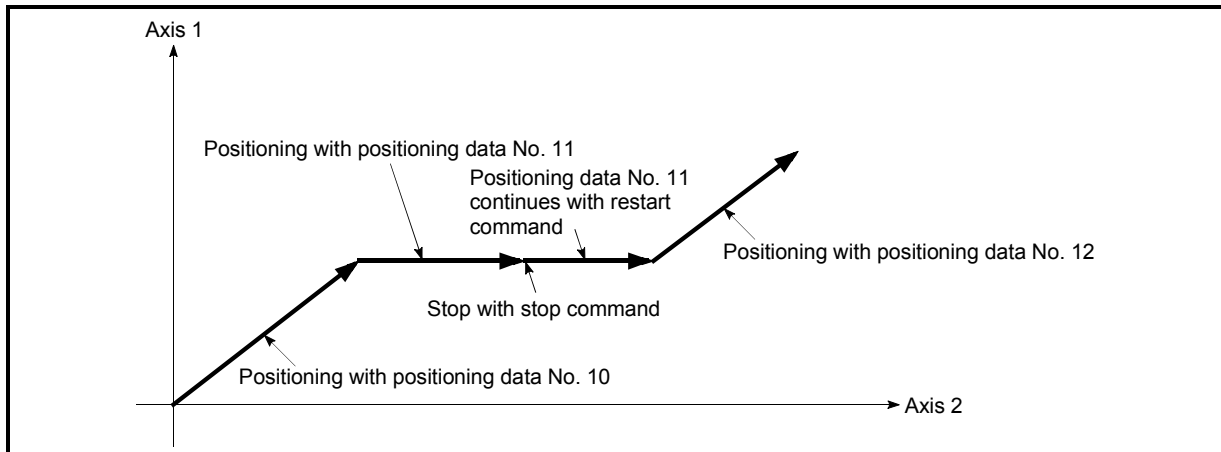 Axis 1
Positioning with positioning data No. 11
Positioning data No. 11
continues with restart
command
Positioning with positioning data No. 12
Stop with stop command
Positioning with positioning data No. 10
Axis 2